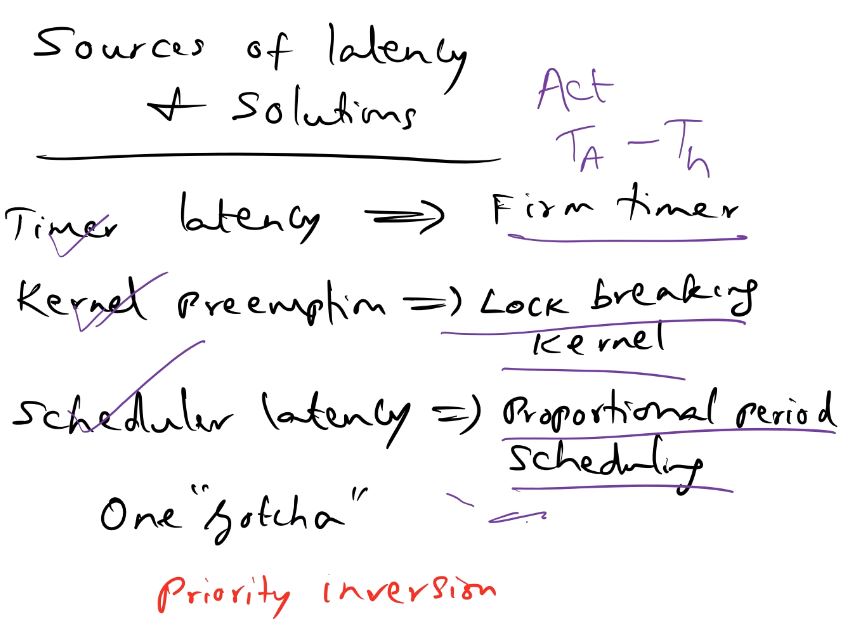 Sources of latency
+ Solutions
Act
T_A - T_h
Timer latency => Firm timer
Kernel preemption => Lock breaking
Kernel
Scheduler latency => Proportional period
Scheduling
One "gotcha"
Priority inversion